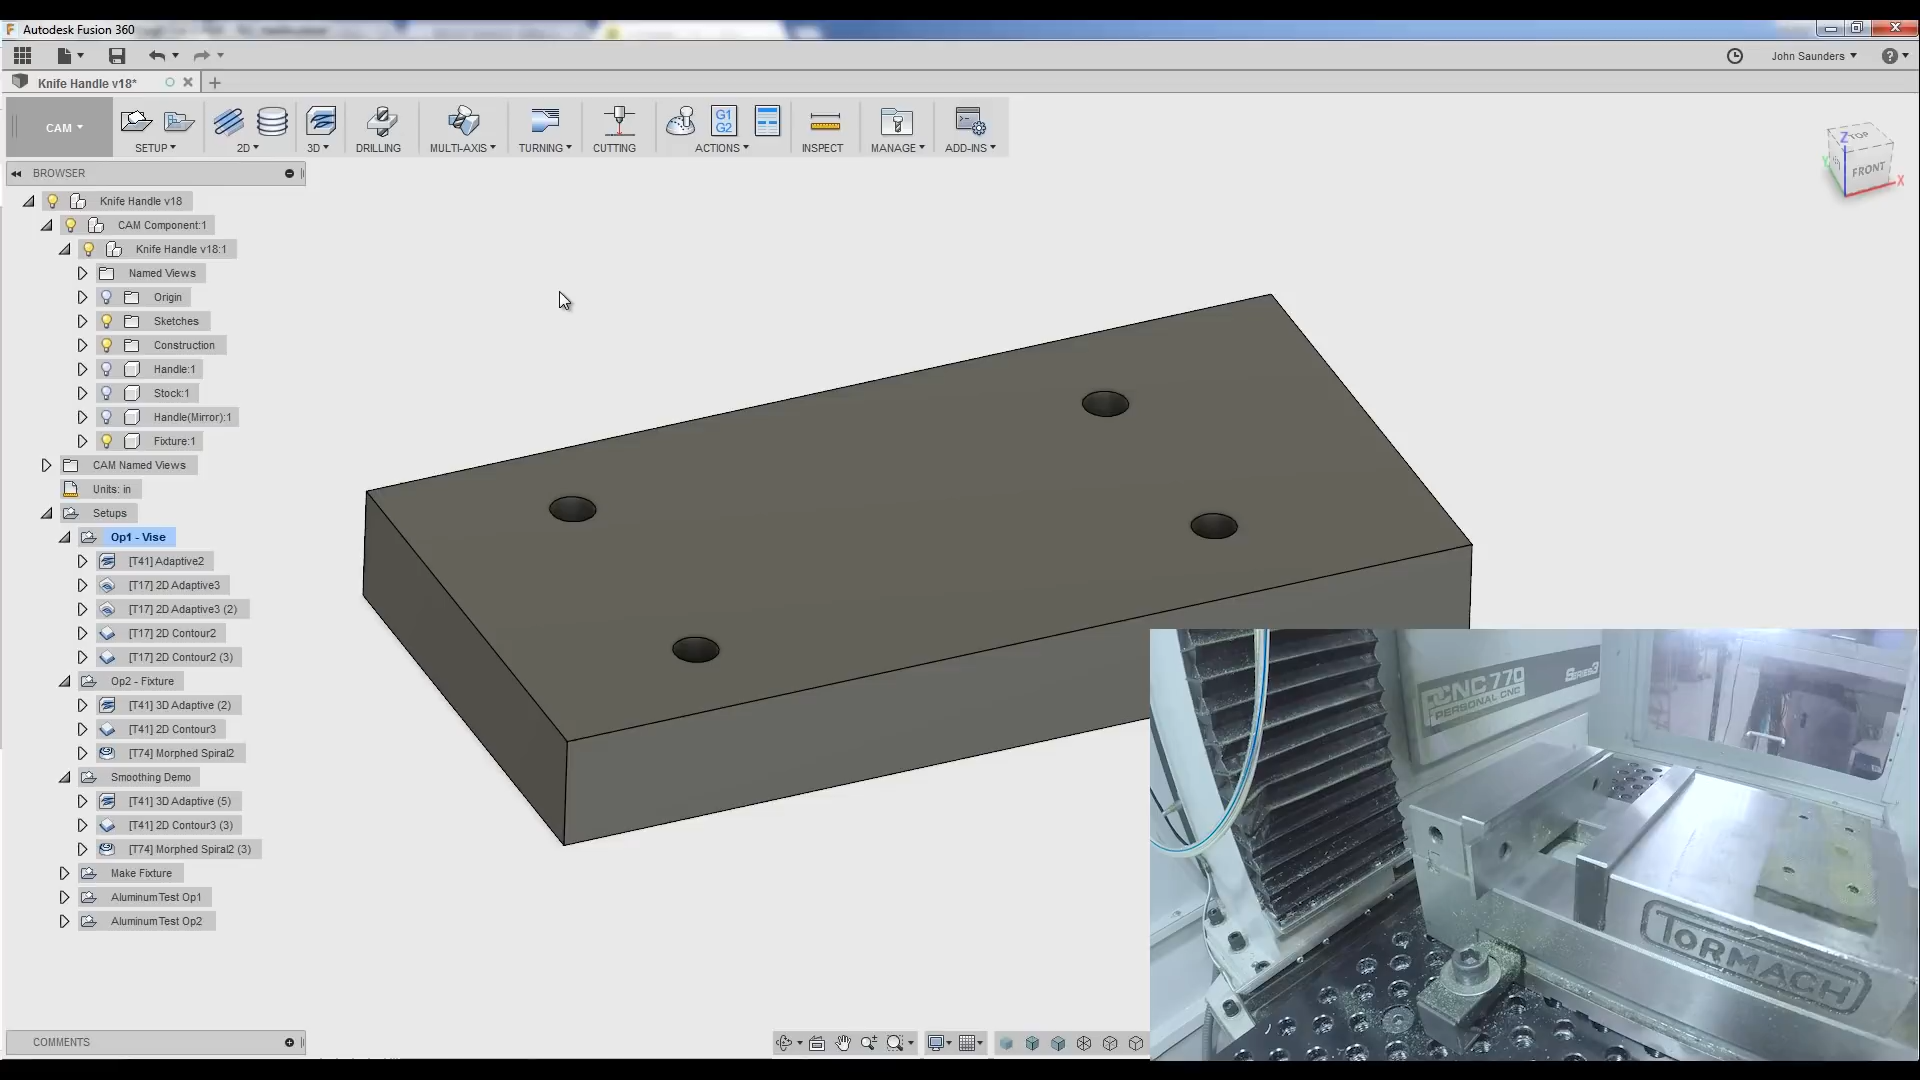 Autodesk Fusion 360
John Saunders
Knife Handle v18*
CAM
SETUP
2D
3D
DRILLING
MULTI-AXIS
TURNING
CUTTING
G1
G2
ACTIONS
INSPECT
MANAGE
ADD-INS
BROWSER
TOP
FRONT
Z
Y
X
Knife Handle v18
CAM Component:1
Knife Handle v18:1
Named Views
Origin
Sketches
Construction
Handle:1
Stock:1
Handle(Mirror):1
Fixture:1
CAM Named Views
Units: in
Setups
Op1 - Vise
[T41] Adaptive2
[T17] 2D Adaptive3
[T17] 2D Adaptive3 (2)
[T17] 2D Contour2
[T17] 2D Contour2 (3)
Op2 - Fixture
[T41] 3D Adaptive (2)
[T41] 2D Contour3
[T74] Morphed Spiral2
Smoothing Demo
[T41] 3D Adaptive (5)
[T41] 2D Contour3 (3)
[T74] Morphed Spiral2 (3)
Make Fixture
Aluminum Test Op1
Aluminum Test Op2
COMMENTS
PCNC 770
PERSONAL CNC
SERIES3
TORMACH